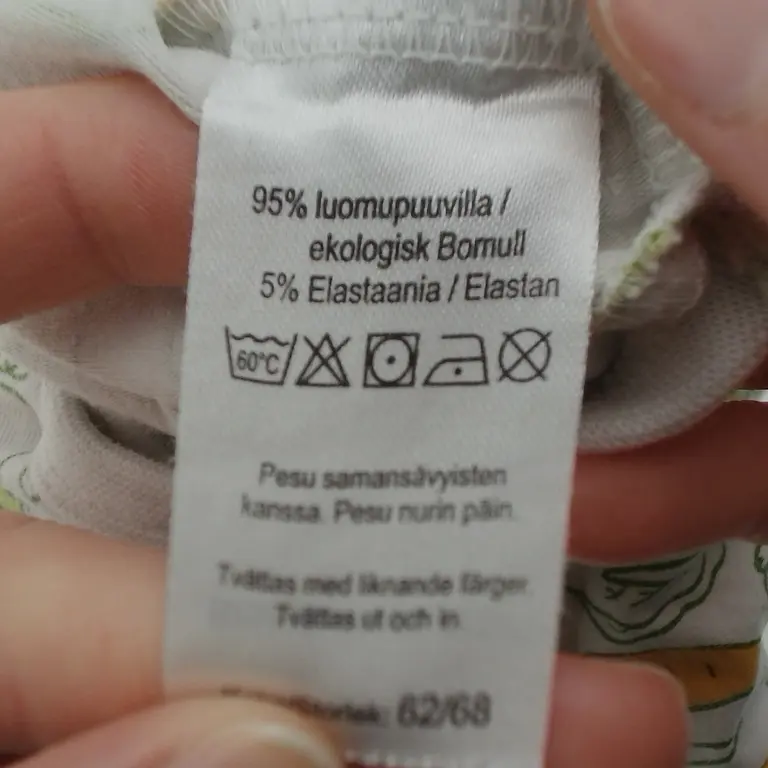 95% luomupuuvilla /
ekologisk Bomull
5% Elastaania / Elastan
60°C
Pesu samansävyisten
kanssa. Pesu nurin päin.
Tvättas med liknande färger.
Tvättas ut och in.
62/68